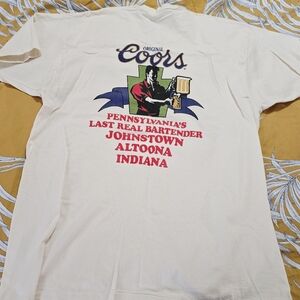 ORIGINAL
Coors
PENNSYLVANIA'S
LAST REAL BARTENDER
JOHNSTOWN
ALTOONA
INDIANA